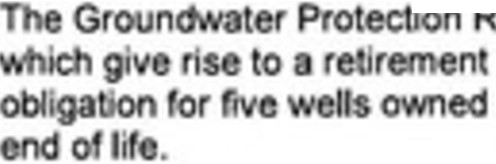 The Groundwater Protection R
which give rise to a retirement
obligation for five wells owned
end of life.